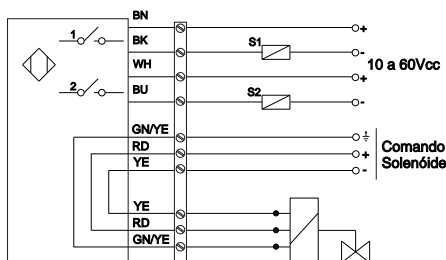 BN
+
1
BK
S1
-
WH
10 a 60Vcc
+
2
BU
S2
-
GN/YE
+
RD
Comando
+
Solenóide
YE
-
YE
RD
GN/YE